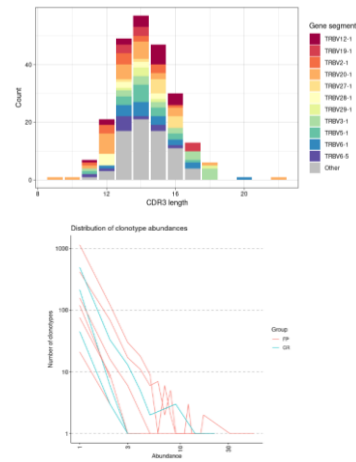 Gene segment
TRBV12-1
TRBV19-1
TRBV2-1
TRBV20-1
TRBV27-1
TRBV28-1
TRBV29-1
TRBV3-1
TRBV5-1
TRBV6-1
TRBV6-5
Other
Count
40
20
0
8
12
16
20
CDR3 length
Distribution of clonotype abundances
Number of clonotypes
1000
100
10
1
1
3
10
30
Abundance
Group
PP
GR